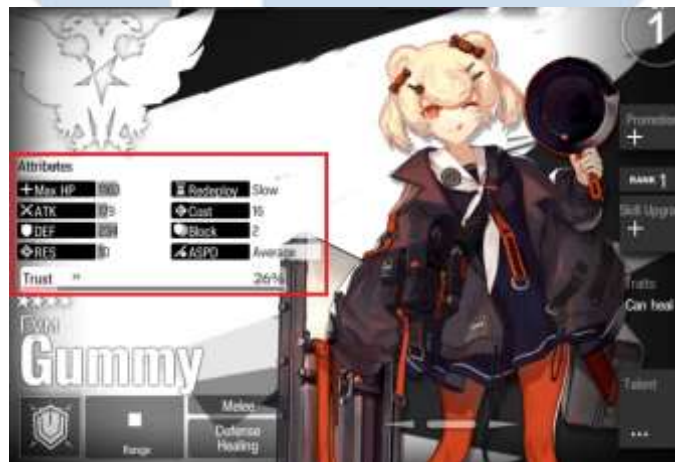 1
Promotion
+
Attributes
RANK 1
Max HP
Redeploy Slow
ATK
Cost 16
Skill Upgra
+
DEF
Block 2
RES
ASPD Average
Trust 26%
Traits
Can heal
Gummy
Talent
Melee
Defense
Range
Healing
...